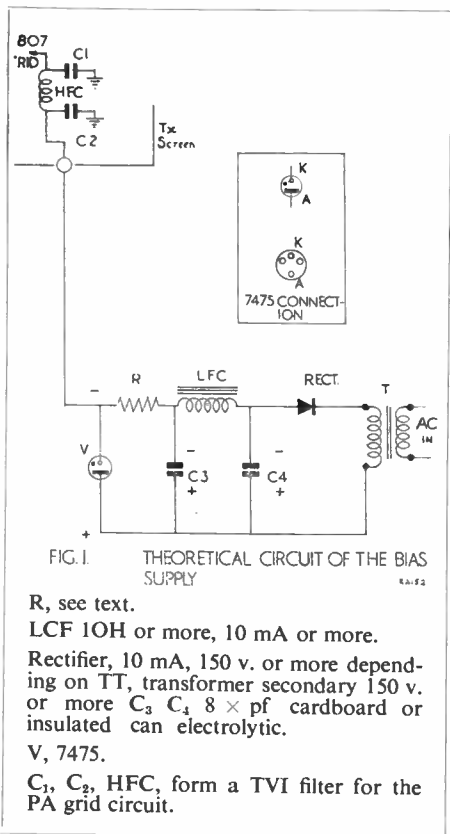 807
'RID
C1
HFC
C2
Tx
Screen
K
A
K
A
7475 CONNECT-
ION
R
LFC
RECT.
T
AC
IN
-
V
-
C3
+
-
C4
+
+
FIG. 1. THEORETICAL CIRCUIT OF THE BIAS
SUPPLY
R, see text.
LCF 10H or more, 10 mA or more.
Rectifier, 10 mA, 150 v. or more depend-
ing on TT, transformer secondary 150 v.
or more C₃ C₄ 8 × pf cardboard or
insulated can electrolytic.
V, 7475.
C₁, C₂, HFC, form a TVI filter for the
PA grid circuit.